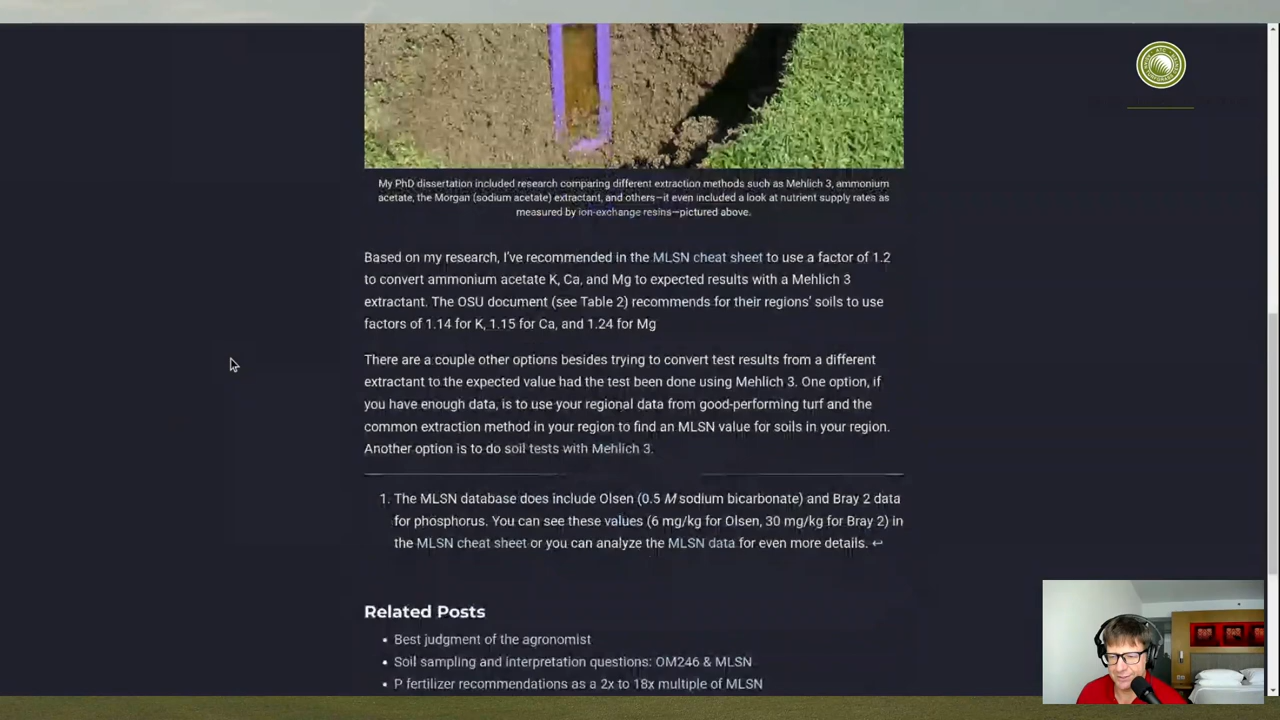 My PhD dissertation included research comparing different extraction methods such as Mehlich 3, ammonium
acetate, the Morgan (sodium acetate) extractant, and others—it even included a look at nutrient supply rates as
measured by ion-exchange resins—pictured above.
Based on my research, I've recommended in the MLSN cheat sheet to use a factor of 1.2
to convert ammonium acetate K, Ca, and Mg to expected results with a Mehlich 3
extractant. The OSU document (see Table 2) recommends for their regions' soils to use
factors of 1.14 for K, 1.15 for Ca, and 1.24 for Mg
There are a couple other options besides trying to convert test results from a different
extractant to the expected value had the test been done using Mehlich 3. One option, if
you have enough data, is to use your regional data from good-performing turf and the
common extraction method in your region to find an MLSN value for soils in your region.
Another option is to do soil tests with Mehlich 3.
1. The MLSN database does include Olsen (0.5 M sodium bicarbonate) and Bray 2 data
for phosphorus. You can see these values (6 mg/kg for Olsen, 30 mg/kg for Bray 2) in
the MLSN cheat sheet or you can analyze the MLSN data for even more details. ↩
Related Posts
• Best judgment of the agronomist
• Soil sampling and interpretation questions: OM246 & MLSN
• P fertilizer recommendations as a 2x to 18x multiple of MLSN